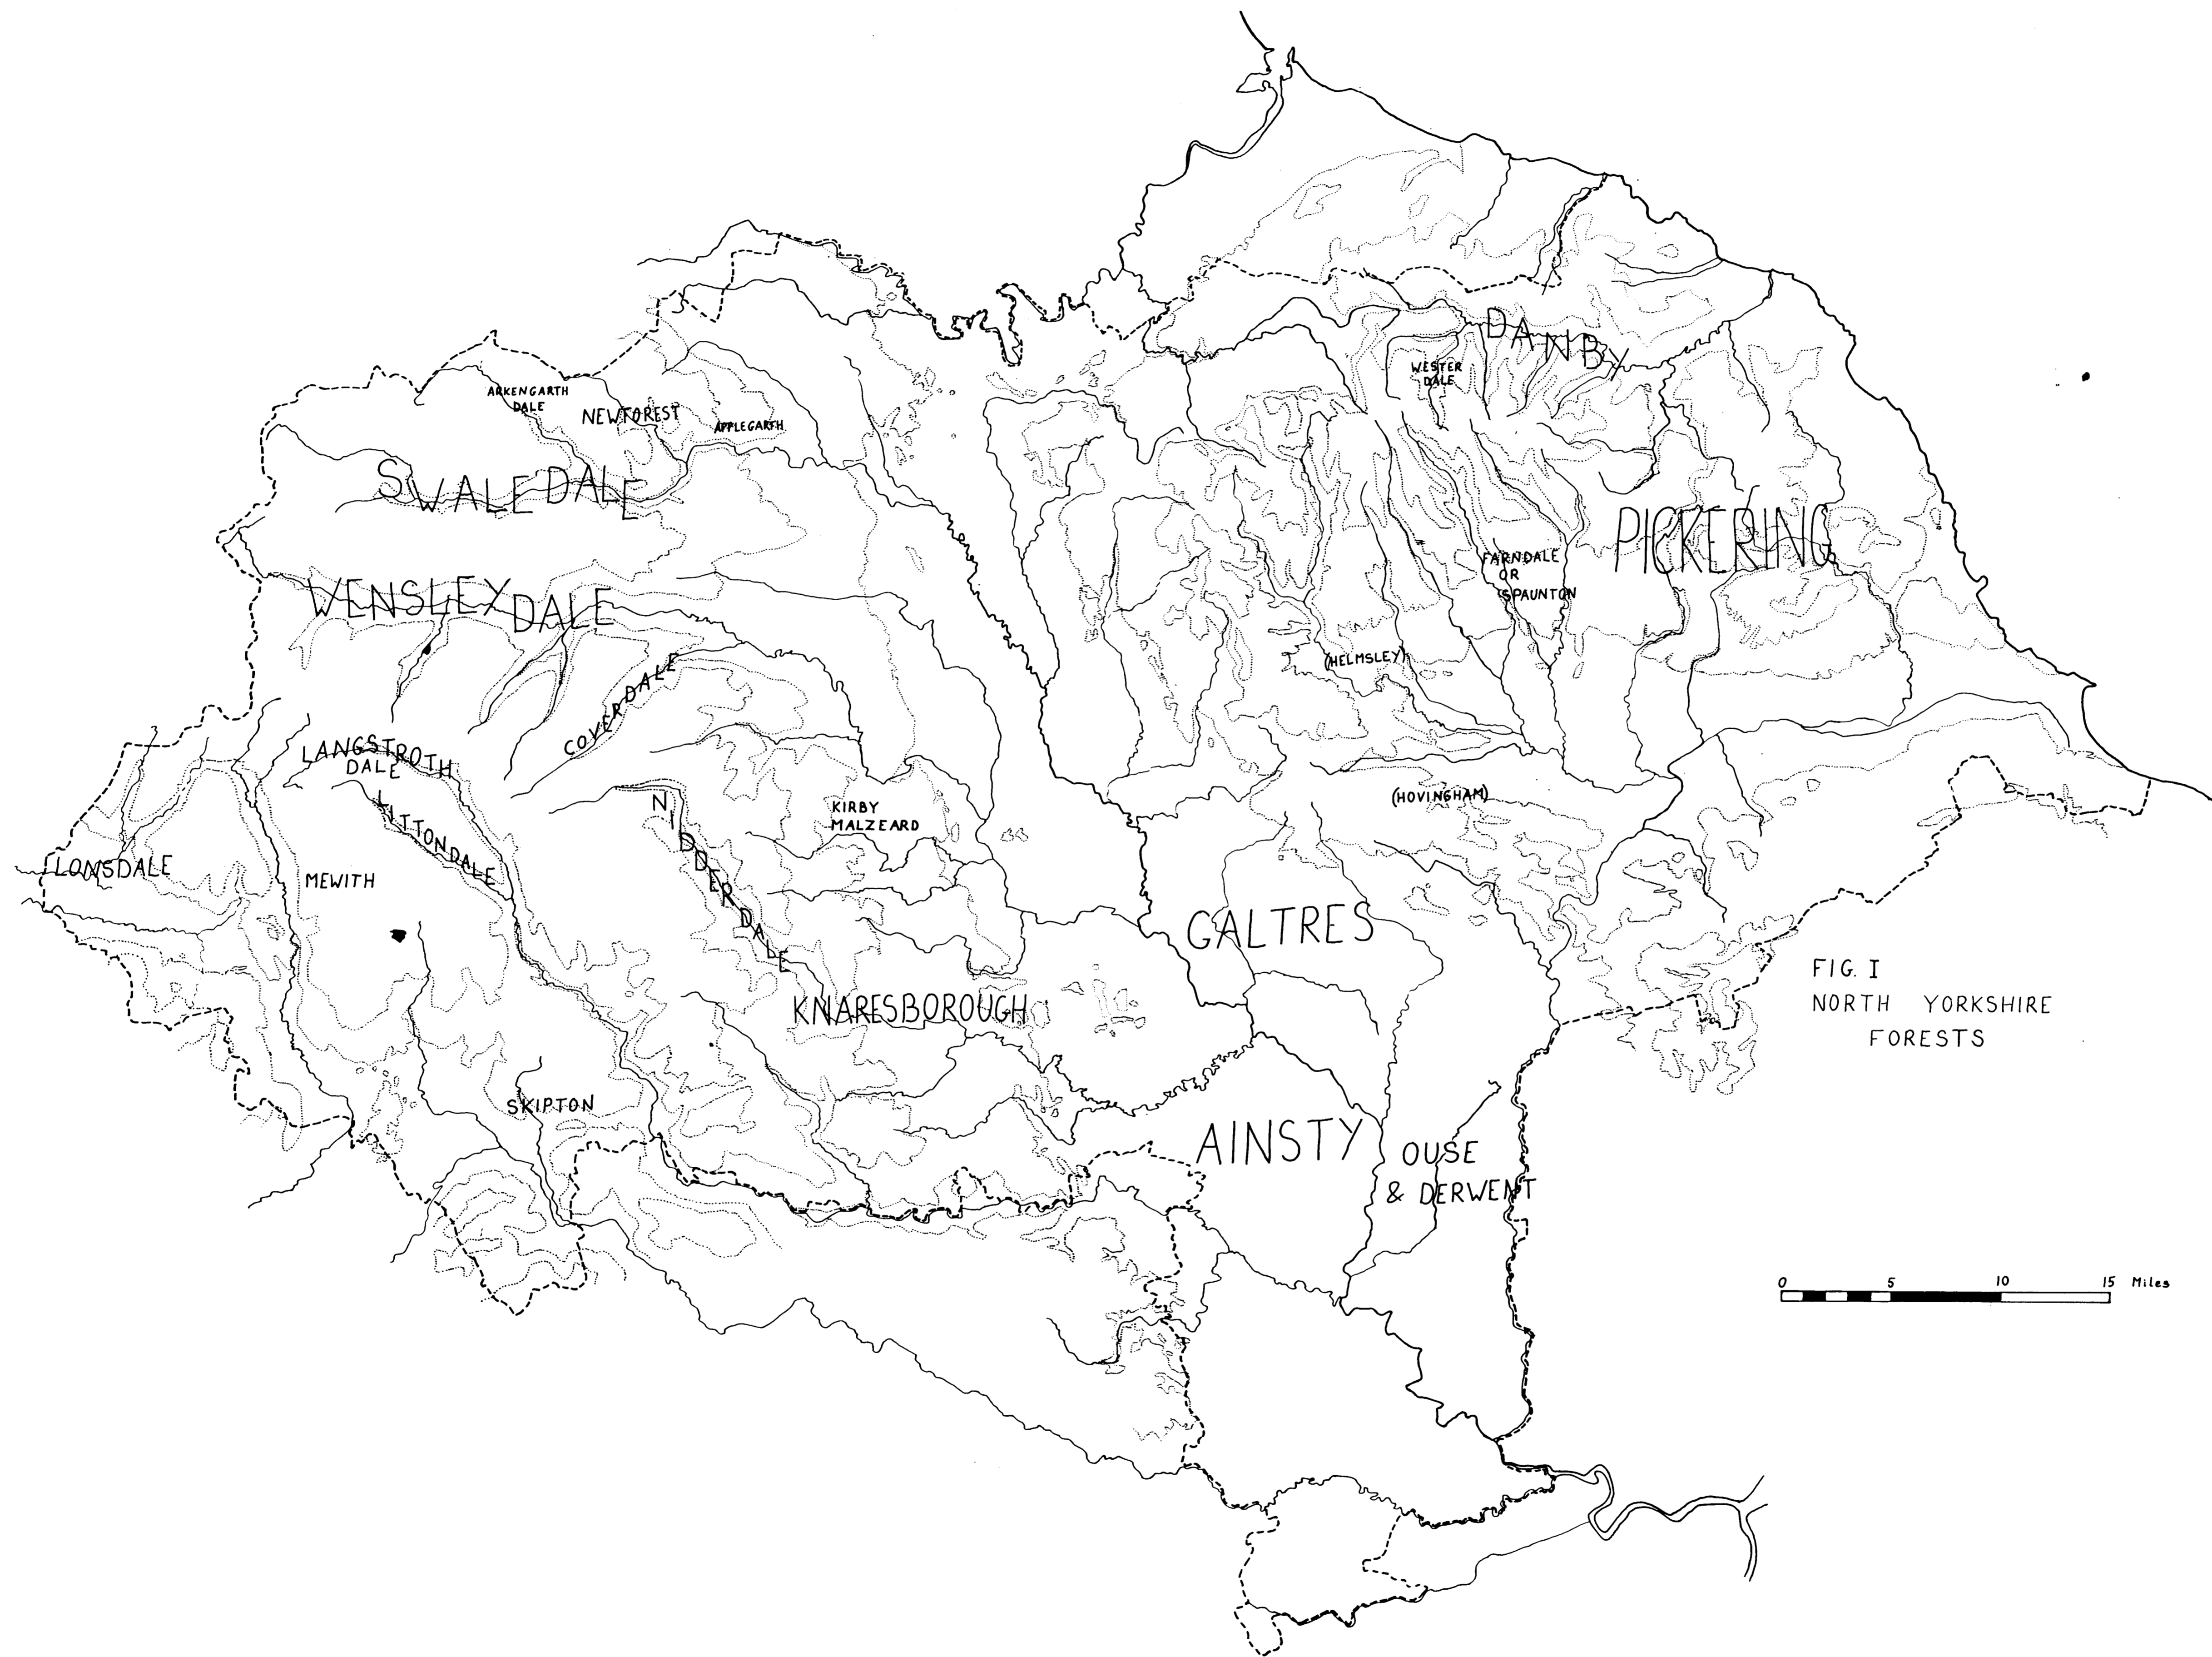 DANBY
WESTER
DALE
ARKENGARTH
DALE
NEWFOREST
APPLEGARTH
SWALEDALE
PICKERING
FARNDALE
OR
SPAUNTON
WENSLEYDALE
(HELMSLEY)
COVERDALE
LANGSTROTH
DALE
LITTONDALE
NIDDERDALE
KIRBY
MALZEARD
(HOVINGHAM)
LONSDALE
MEWITH
GALTRES
FIG. I
NORTH YORKSHIRE
FORESTS
KNARESBOROUGH
SKIPTON
AINSTY
OUSE
& DERWENT
0 5 10 15 Miles